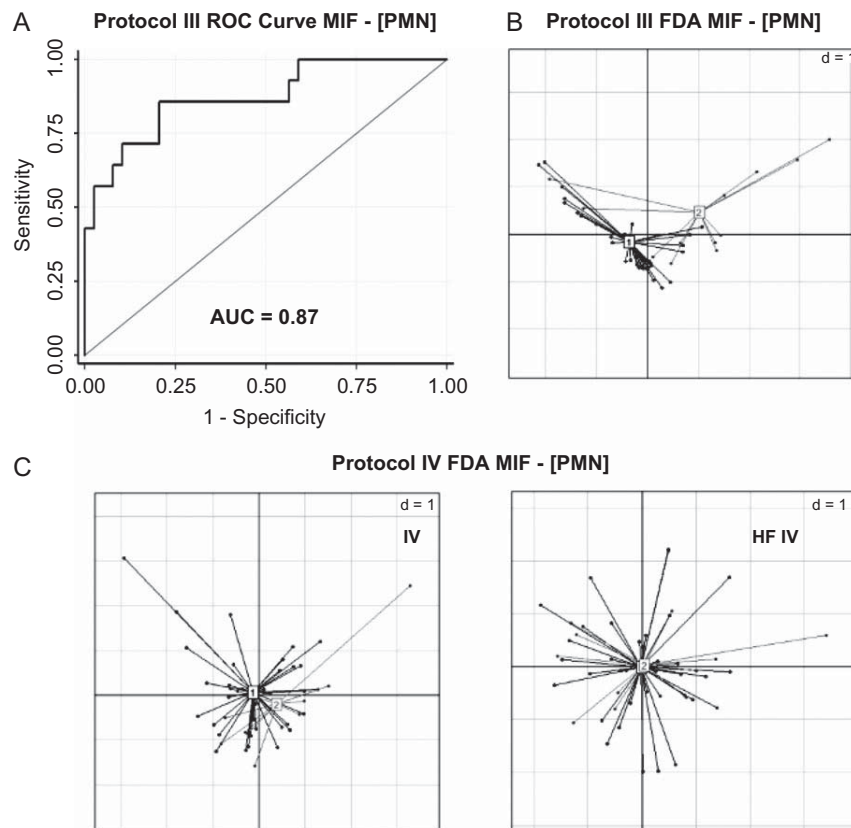 A
Protocol III ROC Curve MIF - [PMN]
Sensitivity
1.00
0.75
0.50
0.25
0.00
AUC = 0.87
0.00 0.25 0.50 0.75 1.00
1 - Specificity
B
Protocol III FDA MIF - [PMN]
d = 1
2
1
C
Protocol IV FDA MIF - [PMN]
d = 1
IV
1
2
d = 1
HF IV
2